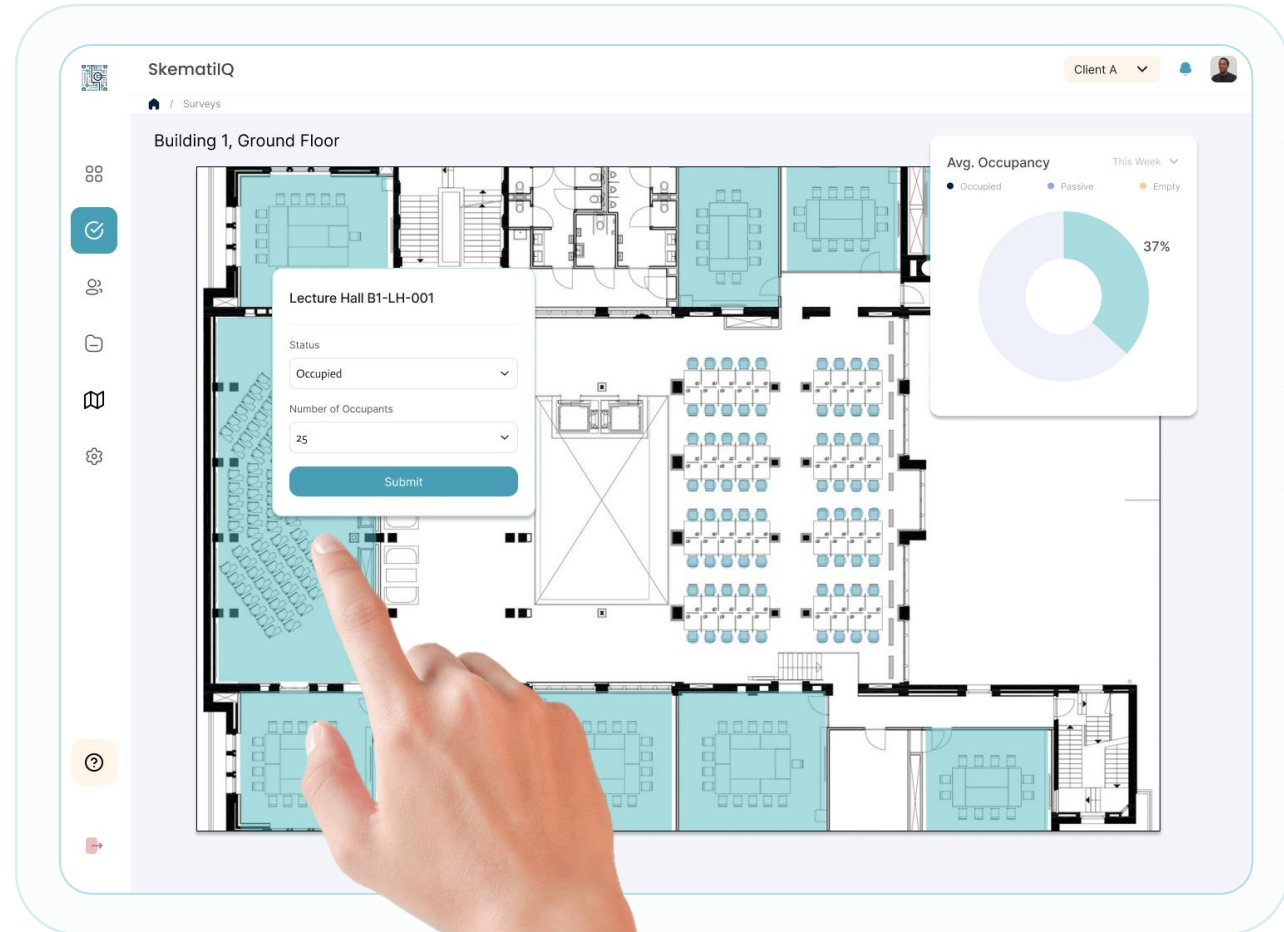 SkematiIQ
Client A
/ Surveys
Building 1, Ground Floor
Avg. Occupancy
This Week
Occupied
Passive
Empty
37%
Lecture Hall B1-LH-001
Status
Occupied
Number of Occupants
25
Submit